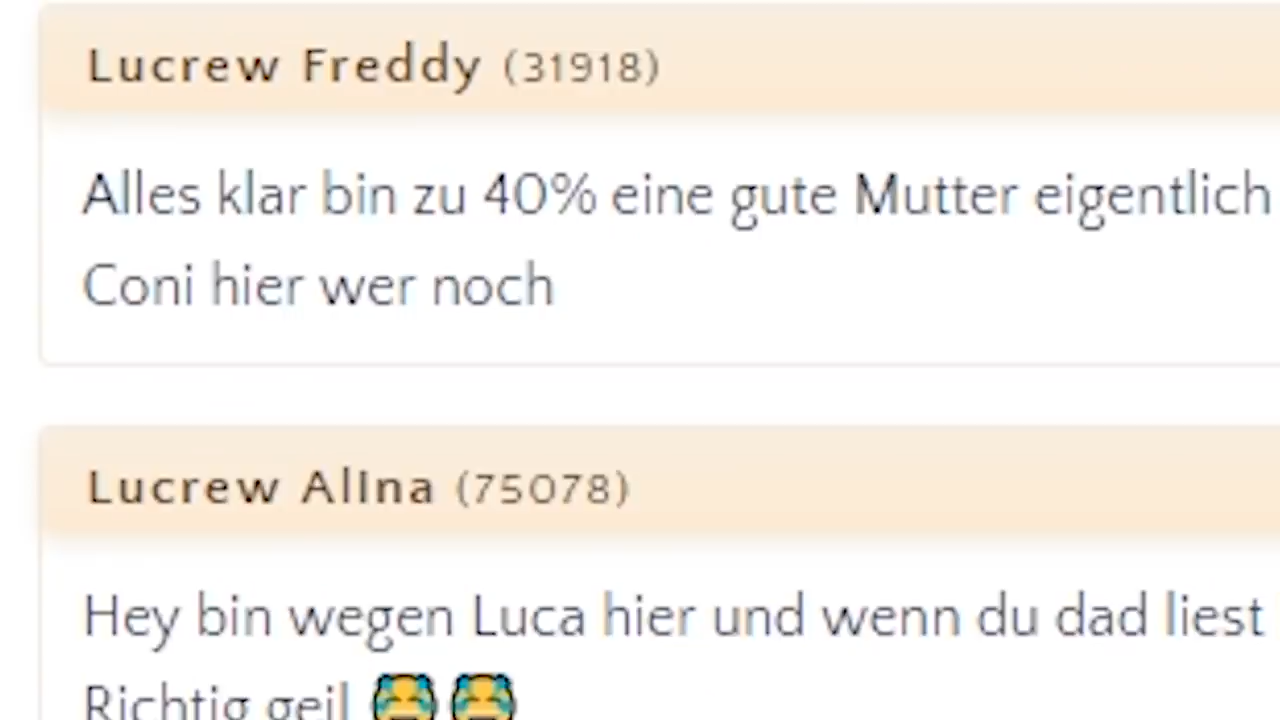 Lucrew Freddy (31918)
Alles klar bin zu 40% eine gute Mutter eigentlich
Coni hier wer noch
Lucrew Alina (75078)
Hey bin wegen Luca hier und wenn du dad liest
Richtig geil 😭😭